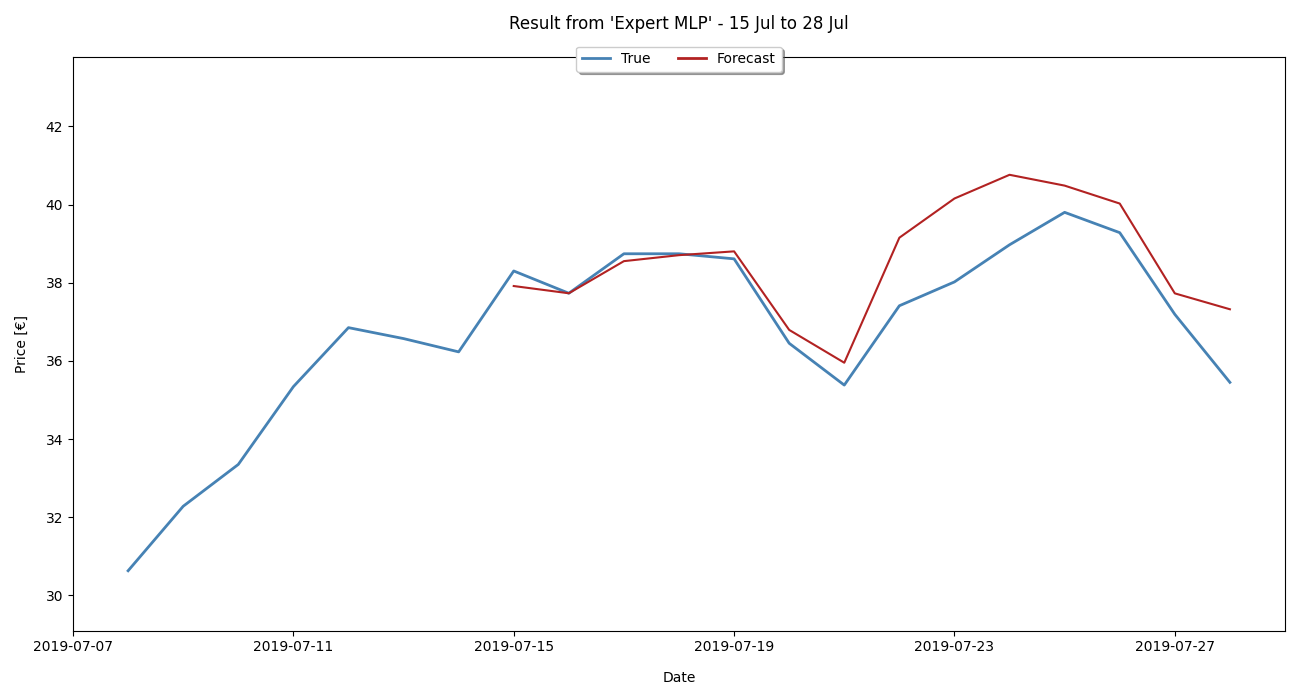 Result from 'Expert MLP' - 15 Jul to 28 Jul
True Forecast
Price [€]
42
40
38
36
34
32
30
2019-07-07 2019-07-11 2019-07-15 2019-07-19 2019-07-23 2019-07-27
Date